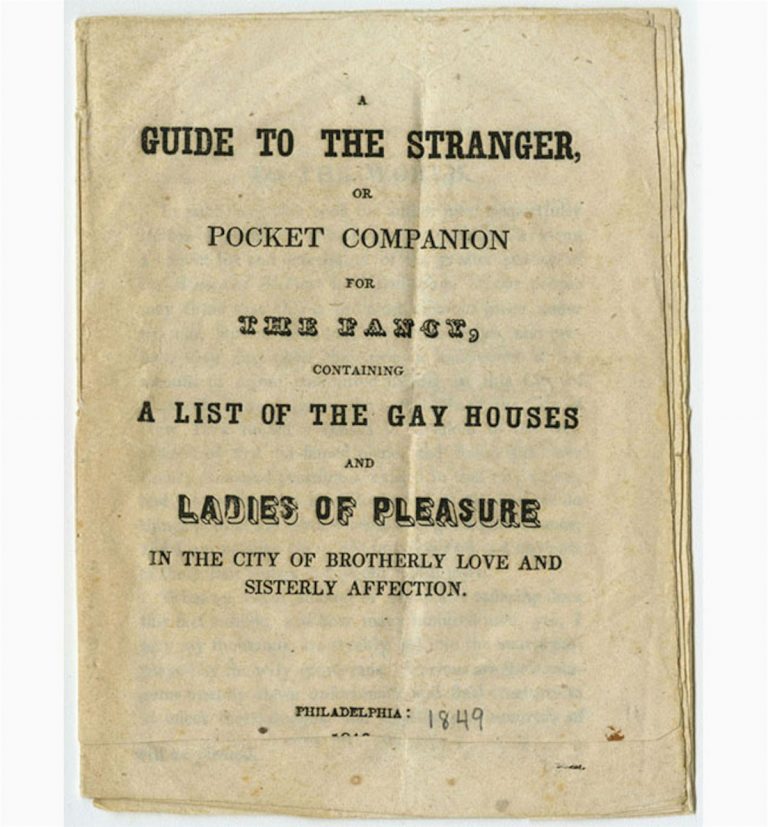 A
GUIDE TO THE STRANGER,
OR
POCKET COMPANION
FOR
THE FANCY,
CONTAINING
A LIST OF THE GAY HOUSES
AND
LADIES OF PLEASURE
IN THE CITY OF BROTHERLY LOVE AND
SISTERLY AFFECTION.
PHILADELPHIA: 1849